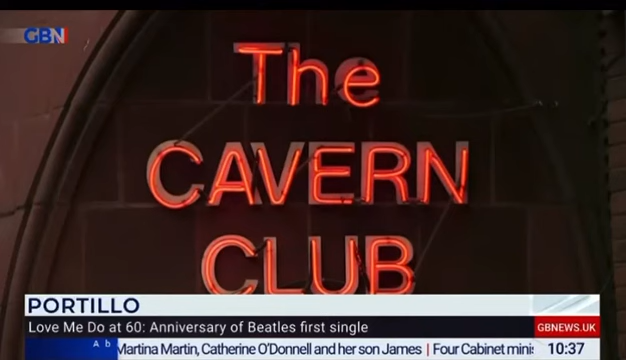 GBN
The
CAVERN
CLUB
PORTILLO
Love Me Do at 60: Anniversary of Beatles first single
GBNEWS.UK
A b
Martina Martin, Catherine O'Donnell and her son James | Four Cabinet mini
10:37